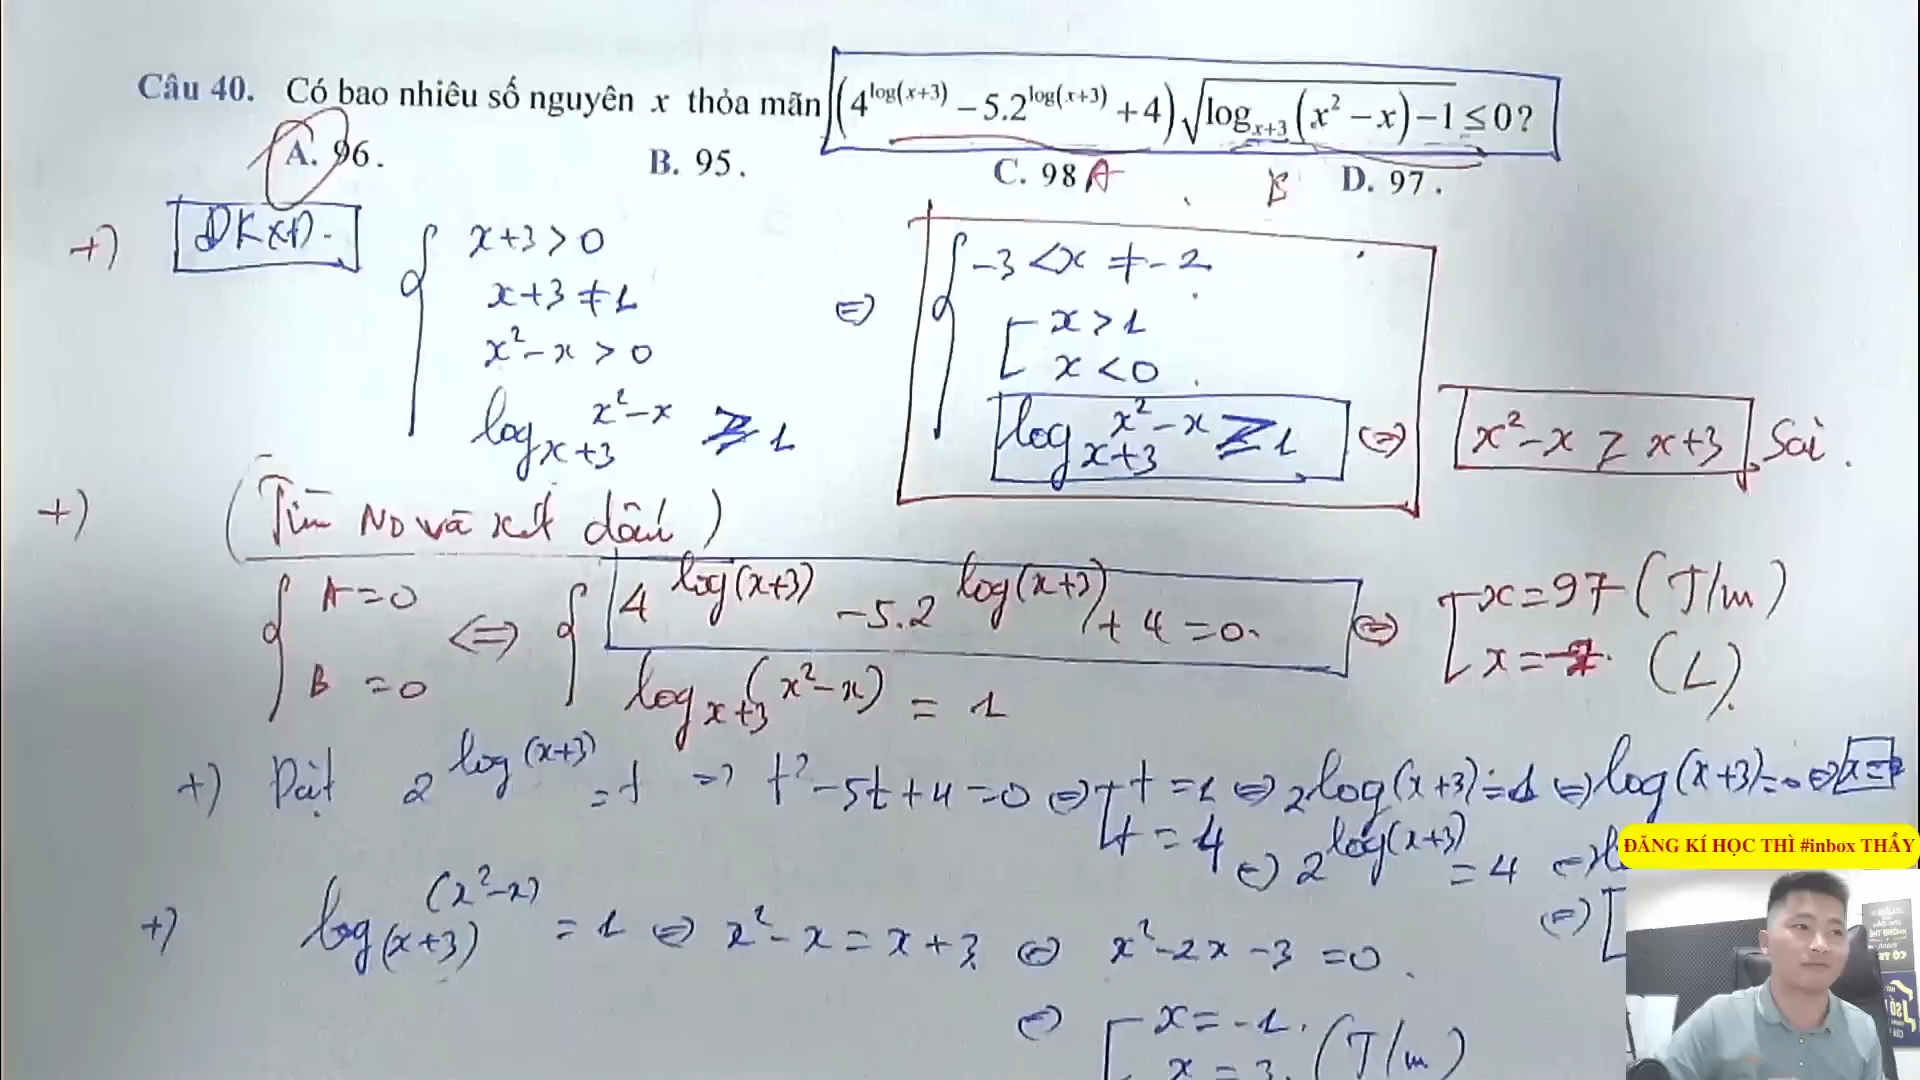 Câu 40. Có bao nhiêu số nguyên x thỏa mãn (4^{log(x+3)} – 5.2^{log(x+3)} + 4) √(log_{x+3}(x² – x) – 1) ≤ 0 ?
A. 96. B. 95. C. 98 A B D. 97.
+) ĐKXĐ.
x+3 > 0
x+3 ≠ 1
x² - x > 0
log_{x+3} x² - x ≥ 1
⇔ -3 < x ≠ -2
x > 1
x < 0
log_{x+3} x² - x ≥ 1 ⇔ x² - x ≥ x+3 Sai.
+) (Tìm No và xét dấu)
A = 0
B = 0
⇔ 4^{log(x+3)} - 5.2^{log(x+3)} + 4 = 0.
log_{x+3}(x² - x) = 1
⇔ x = 97 (T/m)
x = (L).
+) Đặt 2^{log(x+3)} = t => t² - 5t + 4 = 0 ⇔ t = 1 ⇔ 2^{log(x+3)} = 1 ⇔ log(x+3) = 0 ⇔
t = 4 ⇔ 2^{log(x+3)} = 4 ⇔
+) log_{(x+3)}(x² - x) = 1 ⇔ x² - x = x + 3 ⇔ x² - 2x - 3 = 0.
⇔ x = -1.
x = 3. (T/m)
ĐĂNG KÍ HỌC THÌ #inbox THẦY